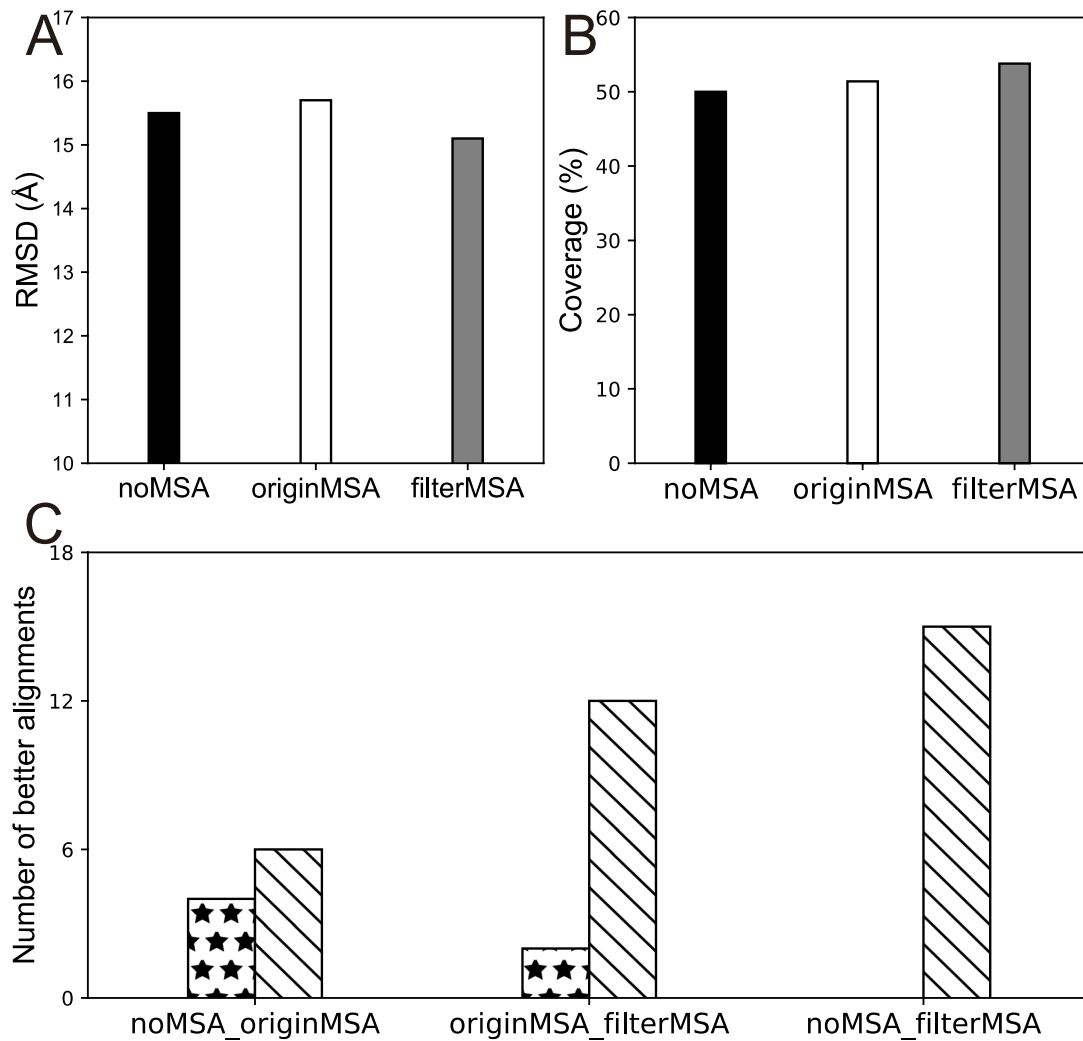 A
RMSD (Å)
17
16
15
14
13
12
11
10
noMSA originMSA filterMSA
B
Coverage (%)
60
50
40
30
20
10
0
noMSA originMSA filterMSA
C
Number of better alignments
18
12
6
0
noMSA_originMSA originMSA_filterMSA noMSA_filterMSA